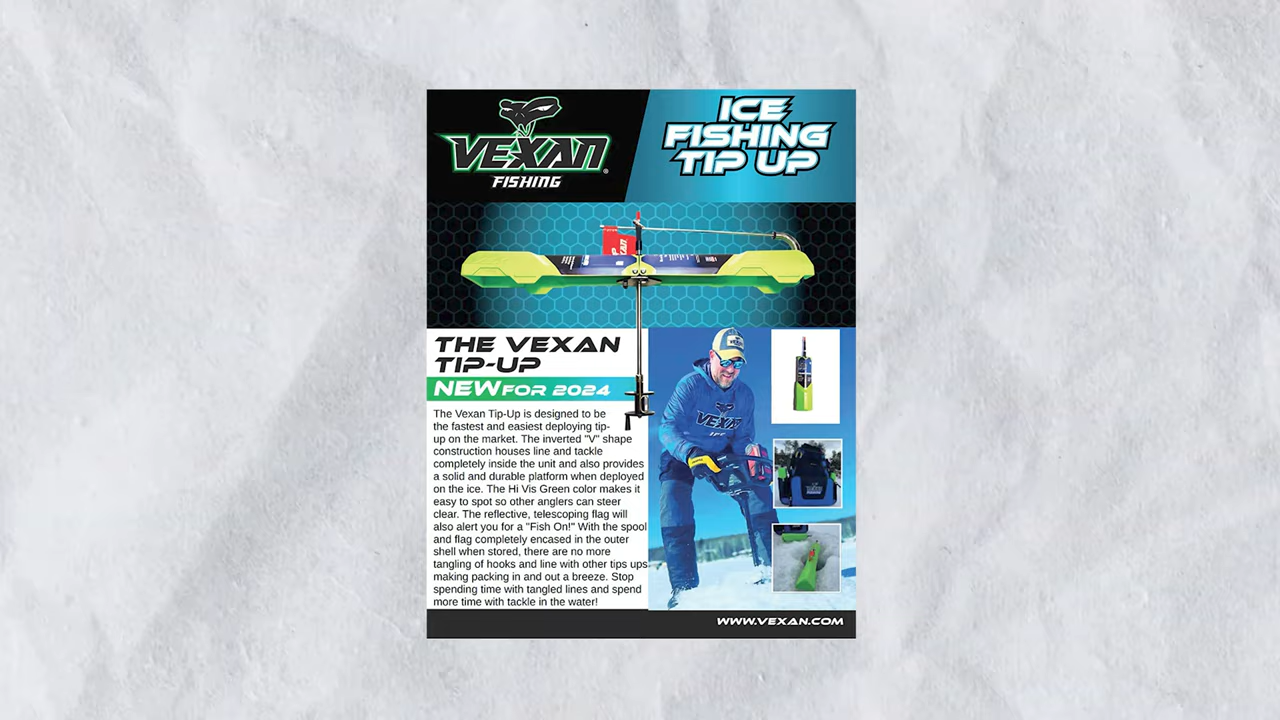 VEXAN
FISHING
ICE
FISHING
TIP UP
THE VEXAN
TIP-UP
NEW FOR 2024
The Vexan Tip-Up is designed to be
the fastest and easiest deploying tip-
up on the market. The inverted "V" shape
construction houses line and tackle
completely inside the unit and also provides
a solid and durable platform when deployed
on the ice. The Hi Vis Green color makes it
easy to spot so other anglers can steer
clear. The reflective, telescoping flag will
also alert you for a "Fish On!" With the spool
and flag completely encased in the outer
shell when stored, there are no more
tangling of hooks and line with other tips ups
making packing in and out a breeze. Stop
spending time with tangled lines and spend
more time with tackle in the water!
VEXAN
WWW.VEXAN.COM